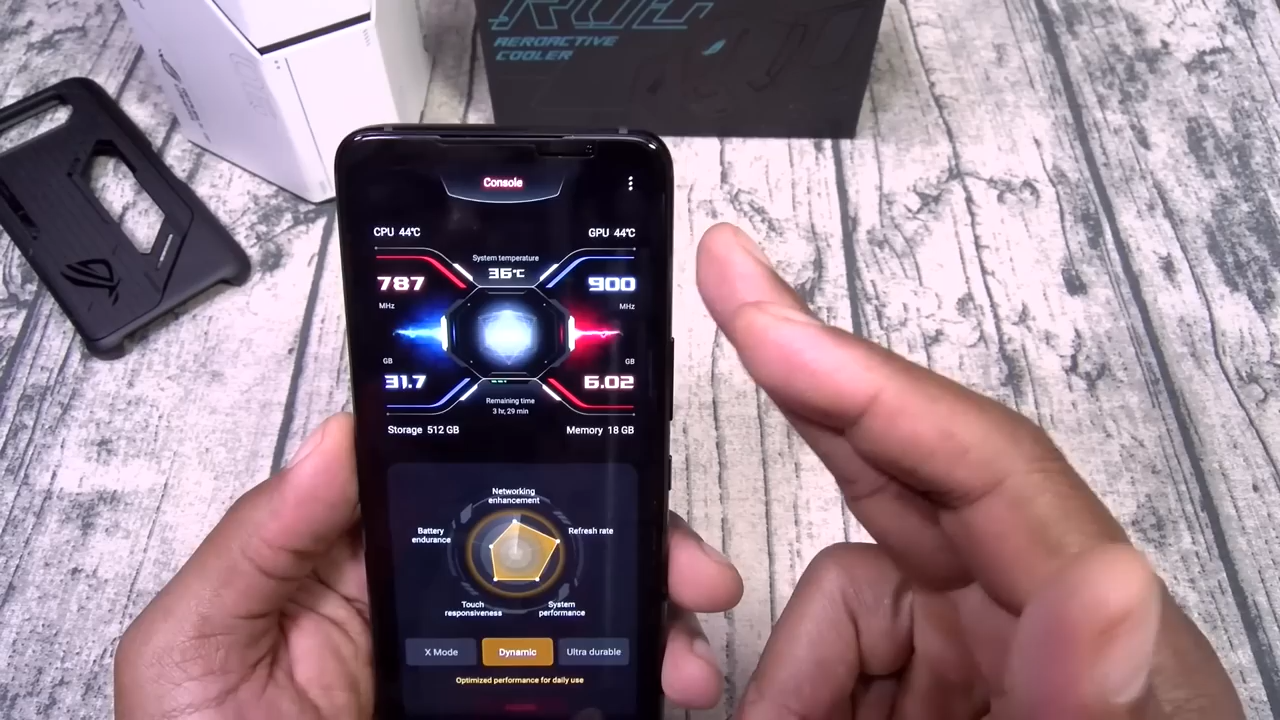 AEROACTIVE
COOLER
Console
CPU 44℃
GPU 44℃
System temperature
36℃
787
900
MHz
MHz
GB
GB
31.7
6.02
Remaining time
3 hr, 29 min
Storage 512 GB
Memory 18 GB
Networking
enhancement
Battery
endurance
Refresh rate
Touch
responsiveness
System
performance
X Mode
Dynamic
Ultra durable
Optimized performance for daily use